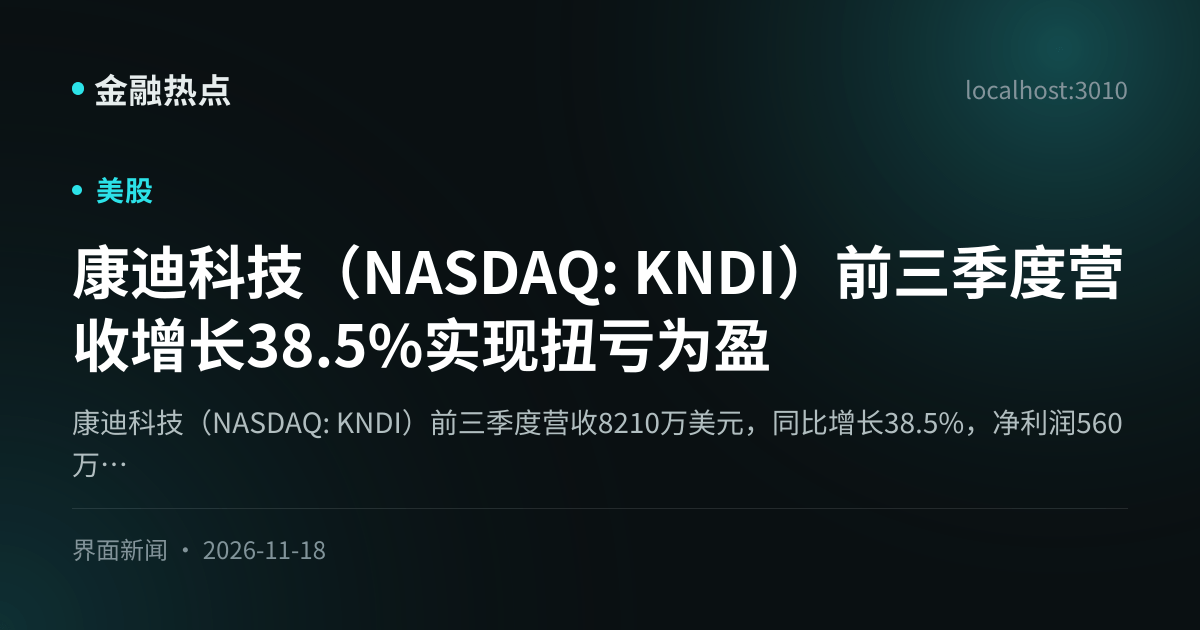 金融热点
localhost:3010
美股
康迪科技（NASDAQ: KNDI）前三季度营
收增长38.5%实现扭亏为盈
康迪科技（NASDAQ: KNDI）前三季度营收8210万美元，同比增长38.5%，净利润560
万…
界面新闻 • 2026-11-18